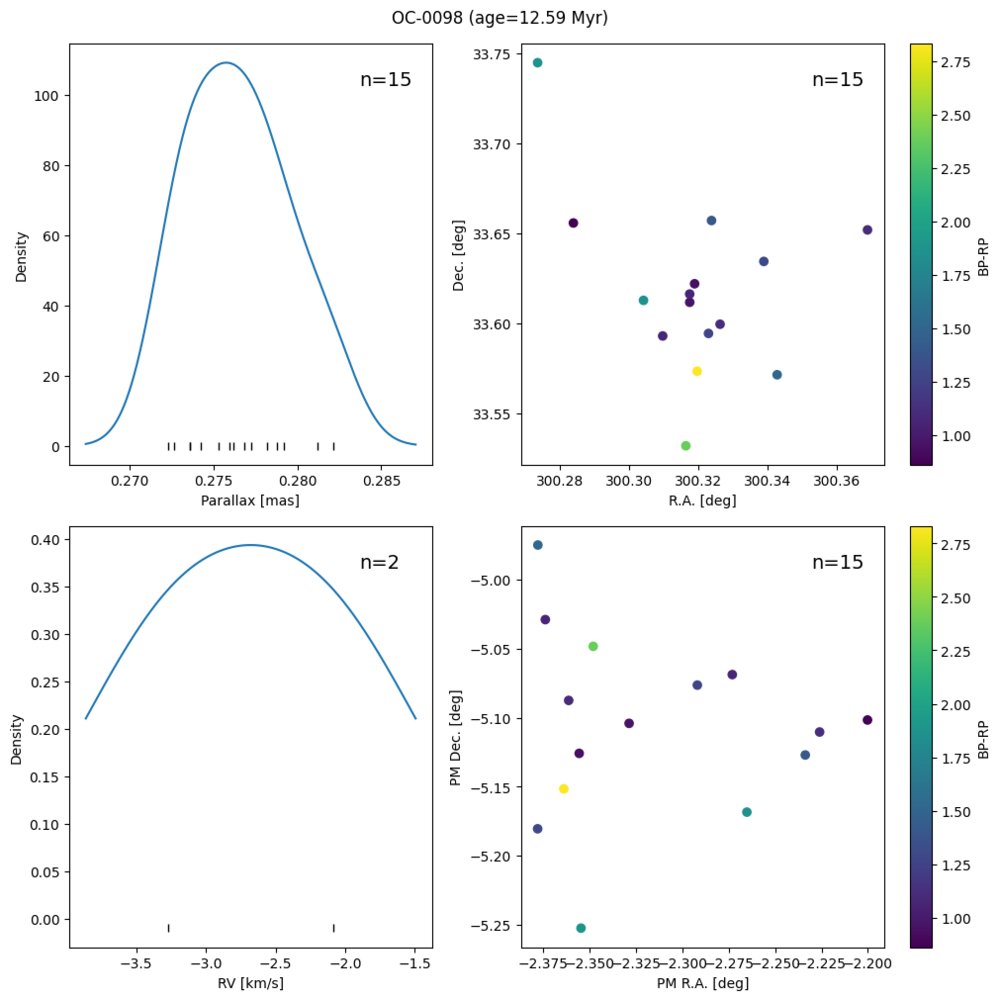 OC-0098 (age=12.59 Myr)
n=15
100
80
60
40
20
0
Density
0.270 0.275 0.280 0.285
Parallax [mas]
n=15
33.75
33.70
33.65
33.60
33.55
Dec. [deg]
300.28 300.30 300.32 300.34 300.36
R.A. [deg]
2.75
2.50
2.25
2.00
1.75
1.50
1.25
1.00
BP-RP
n=2
0.40
0.35
0.30
0.25
0.20
0.15
0.10
0.05
0.00
Density
−3.5 −3.0 −2.5 −2.0 −1.5
RV [km/s]
n=15
−5.00
−5.05
−5.10
−5.15
−5.20
−5.25
PM Dec. [deg]
−2.375 −2.350 −2.325 −2.300 −2.275 −2.250 −2.225 −2.200
PM R.A. [deg]
2.75
2.50
2.25
2.00
1.75
1.50
1.25
1.00
BP-RP